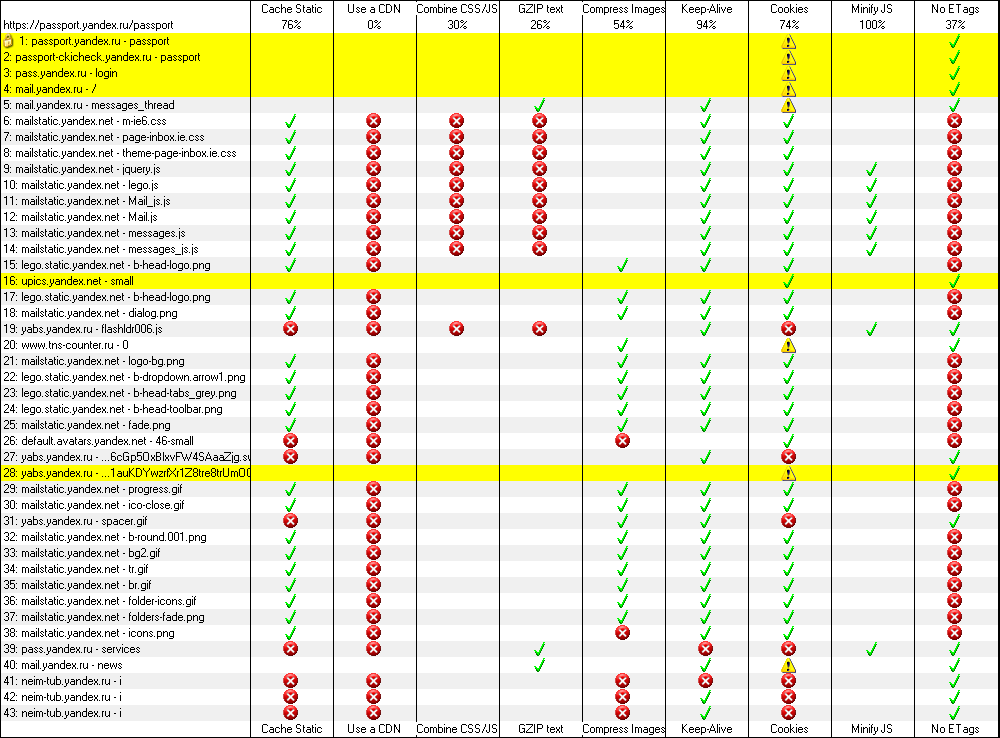 Cache Static Use a CDN Combine CSS/JS GZIP text Compress Images Keep-Alive Cookies Minify JS No ETags
https://passport.yandex.ru/passport 76% 0% 30% 26% 54% 94% 74% 100% 37%
1: passport.yandex.ru - passport
2: passport-ckicheck.yandex.ru - passport
3: pass.yandex.ru - login
4: mail.yandex.ru - /
5: mail.yandex.ru - messages_thread
6: mailstatic.yandex.net - m-ie6.css
7: mailstatic.yandex.net - page-inbox.ie.css
8: mailstatic.yandex.net - theme-page-inbox.ie.css
9: mailstatic.yandex.net - jquery.js
10: mailstatic.yandex.net - lego.js
11: mailstatic.yandex.net - Mail_js.js
12: mailstatic.yandex.net - Mail.js
13: mailstatic.yandex.net - messages.js
14: mailstatic.yandex.net - messages_js.js
15: lego.static.yandex.net - b-head-logo.png
16: upics.yandex.net - small
17: lego.static.yandex.net - b-head-logo.png
18: mailstatic.yandex.net - dialog.png
19: yabs.yandex.ru - flashldr006.js
20: www.tns-counter.ru - 0
21: mailstatic.yandex.net - logo-bg.png
22: lego.static.yandex.net - b-dropdown.arrow1.png
23: lego.static.yandex.net - b-head-tabs_grey.png
24: lego.static.yandex.net - b-head-toolbar.png
25: mailstatic.yandex.net - fade.png
26: default.avatars.yandex.net - 46-small
27: yabs.yandex.ru - ...6cGp5OxBIxvFW4SAaaZjg.sw
28: yabs.yandex.ru - ...1auKDYwzrfXr1Z8tre8trUm0C
29: mailstatic.yandex.net - progress.gif
30: mailstatic.yandex.net - ico-close.gif
31: yabs.yandex.ru - spacer.gif
32: mailstatic.yandex.net - b-round.001.png
33: mailstatic.yandex.net - bg2.gif
34: mailstatic.yandex.net - tr.gif
35: mailstatic.yandex.net - br.gif
36: mailstatic.yandex.net - folder-icons.gif
37: mailstatic.yandex.net - folders-fade.png
38: mailstatic.yandex.net - icons.png
39: pass.yandex.ru - services
40: mail.yandex.ru - news
41: neim-tub.yandex.ru - i
42: neim-tub.yandex.ru - i
43: neim-tub.yandex.ru - i
Cache Static Use a CDN Combine CSS/JS GZIP text Compress Images Keep-Alive Cookies Minify JS No ETags